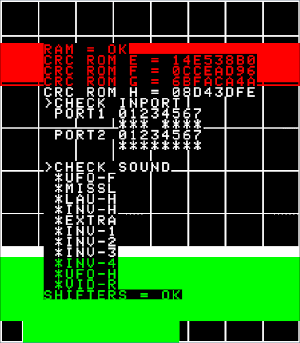 RAM = OK
CRC ROM E = 14E538B0
CRC ROM F = 0CCEAD96
CRC ROM G = 6BFACA4A
CRC ROM H = 08D43DFE
>CHECK INPORT
PORT1 01234567
*** ****
PORT2 01234567
********
>CHECK SOUND
*UFO-F
*MISSL
*LAU-H
*INV-H
*EXTRA
*INV-1
*INV-2
*INV-3
*INV-4
*UFO-H
*VID-R
SHIFTERS = OK